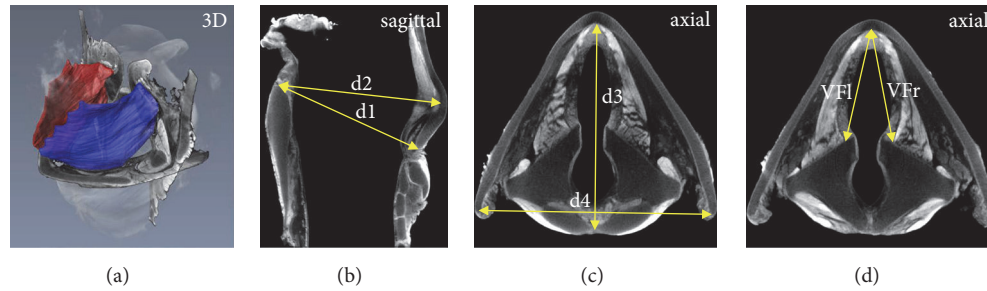 3D
sagittal
d2
d1
axial
d3
d4
axial
VFl
VFr
(a)
(b)
(c)
(d)